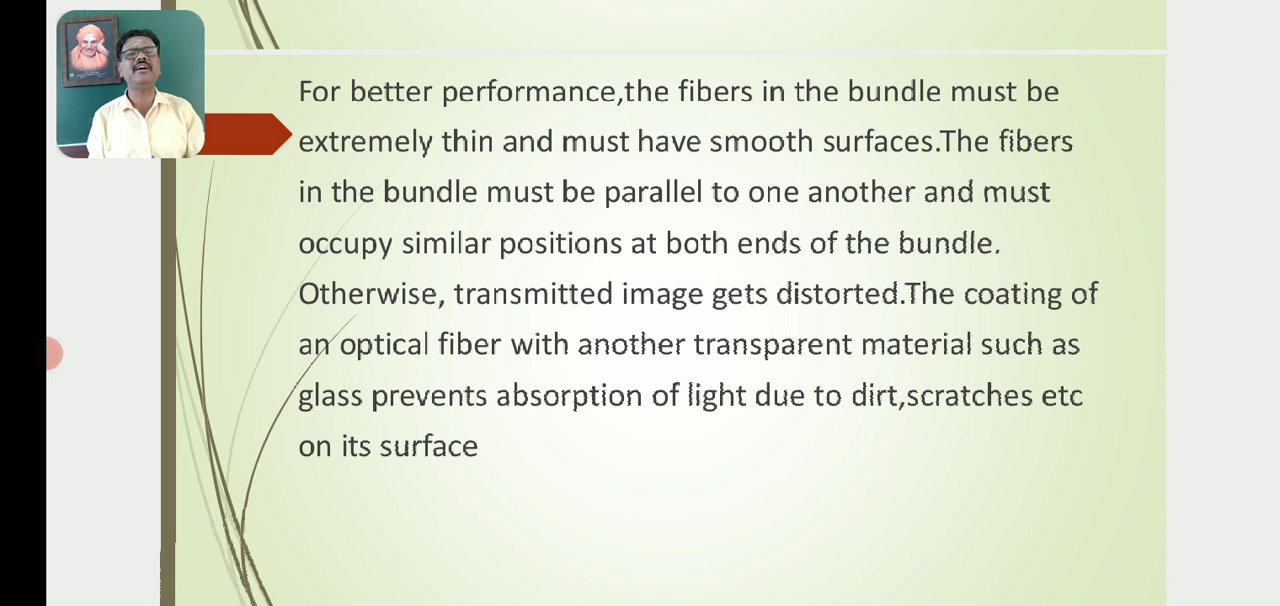 For better performance,the fibers in the bundle must be
extremely thin and must have smooth surfaces.The fibers
in the bundle must be parallel to one another and must
occupy similar positions at both ends of the bundle.
Otherwise, transmitted image gets distorted.The coating of
an optical fiber with another transparent material such as
glass prevents absorption of light due to dirt,scratches etc
on its surface